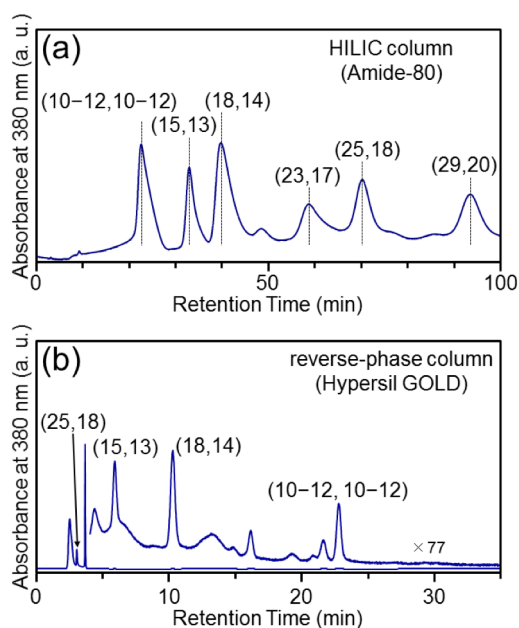 (a)
HILIC column
(Amide-80)
(10−12,10−12)
(18,14)
(15,13)
(23,17)
(25,18)
(29,20)
Absorbance at 380 nm (a. u.)
0
50
100
Retention Time (min)
(b)
reverse-phase column
(Hypersil GOLD)
(25,18)
(15,13)
(18,14)
(10−12, 10−12)
×77
Absorbance at 380 nm (a. u.)
0
10
20
30
Retention Time (min)